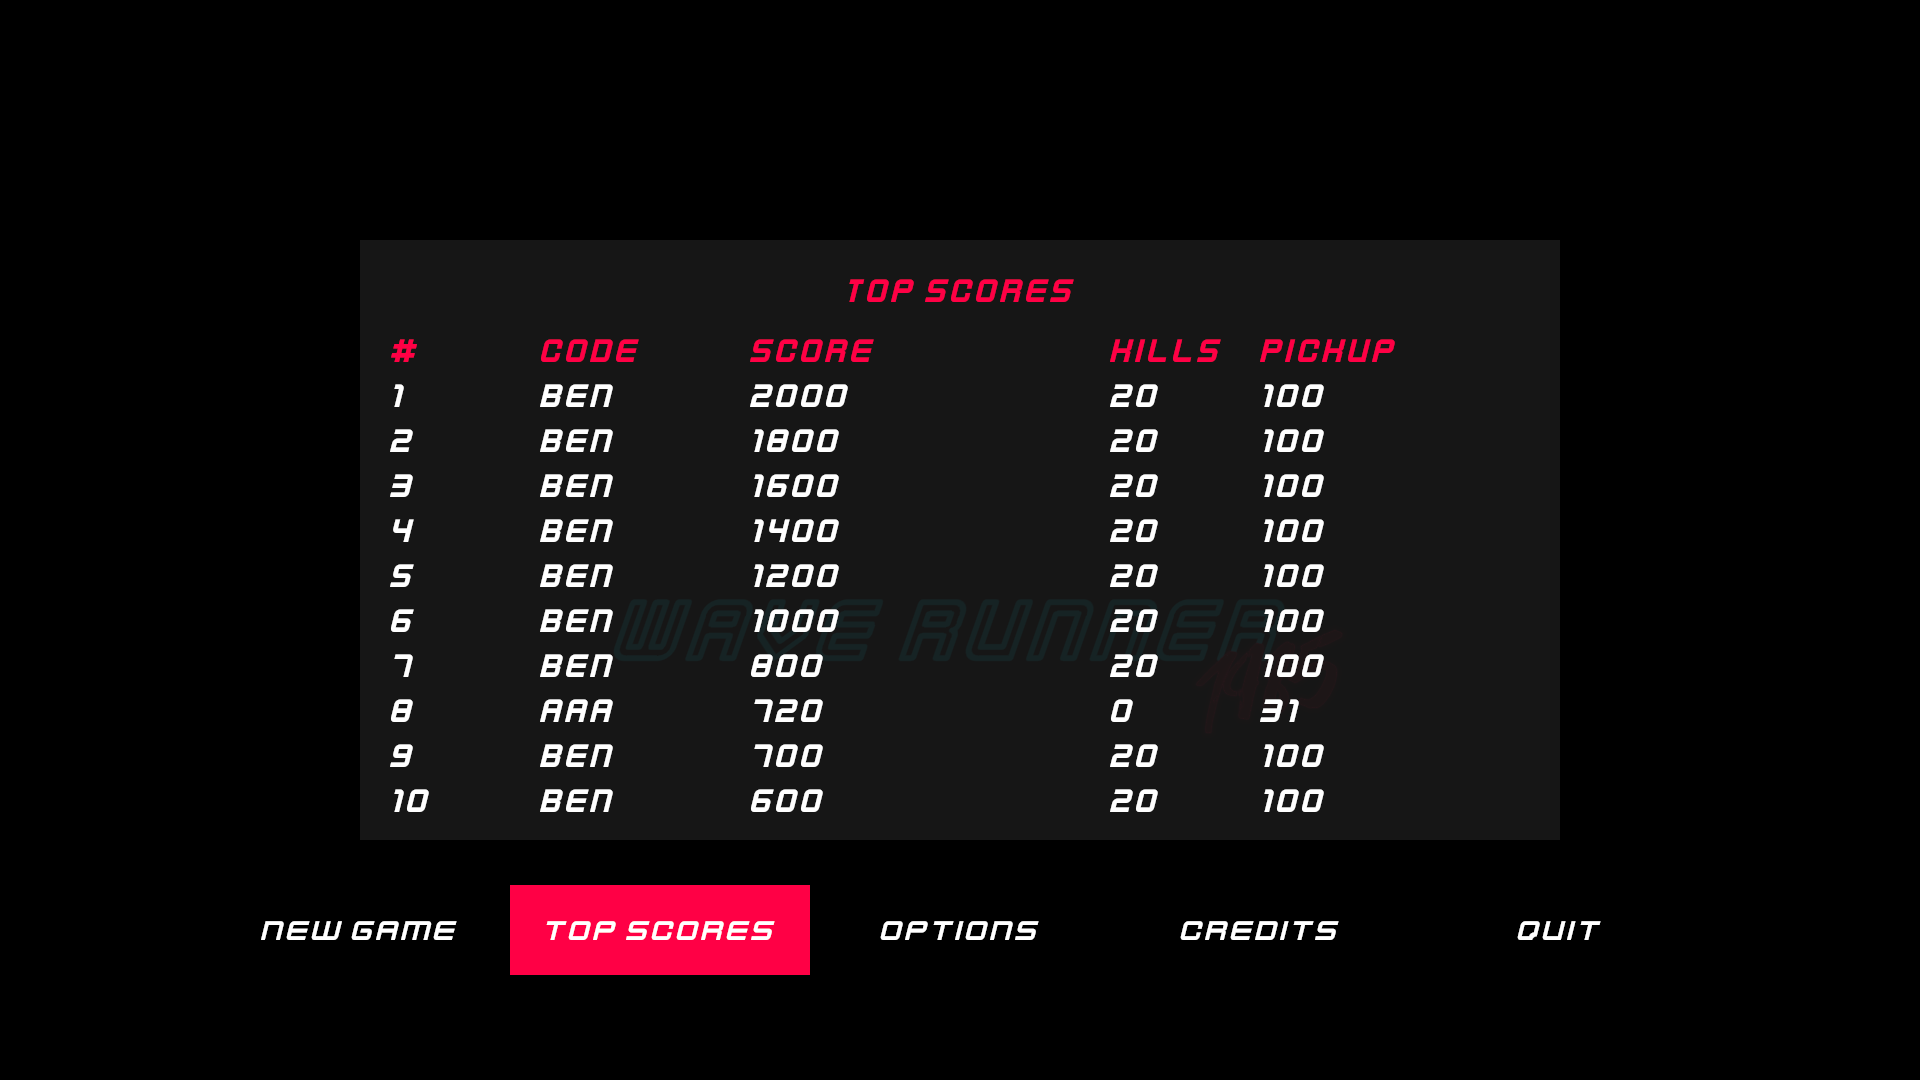 TOP SCORES
# CODE SCORE HILLS PICKUP
1 BEN 2000 20 100
2 BEN 1800 20 100
3 BEN 1600 20 100
4 BEN 1400 20 100
5 BEN 1200 20 100
6 BEN 1000 20 100
WAVE RUNNER
7 BEN 800 20 100
8 AAA 720 0 31
9 BEN 700 20 100
10 BEN 600 20 100
NEW GAME TOP SCORES OPTIONS CREDITS QUIT